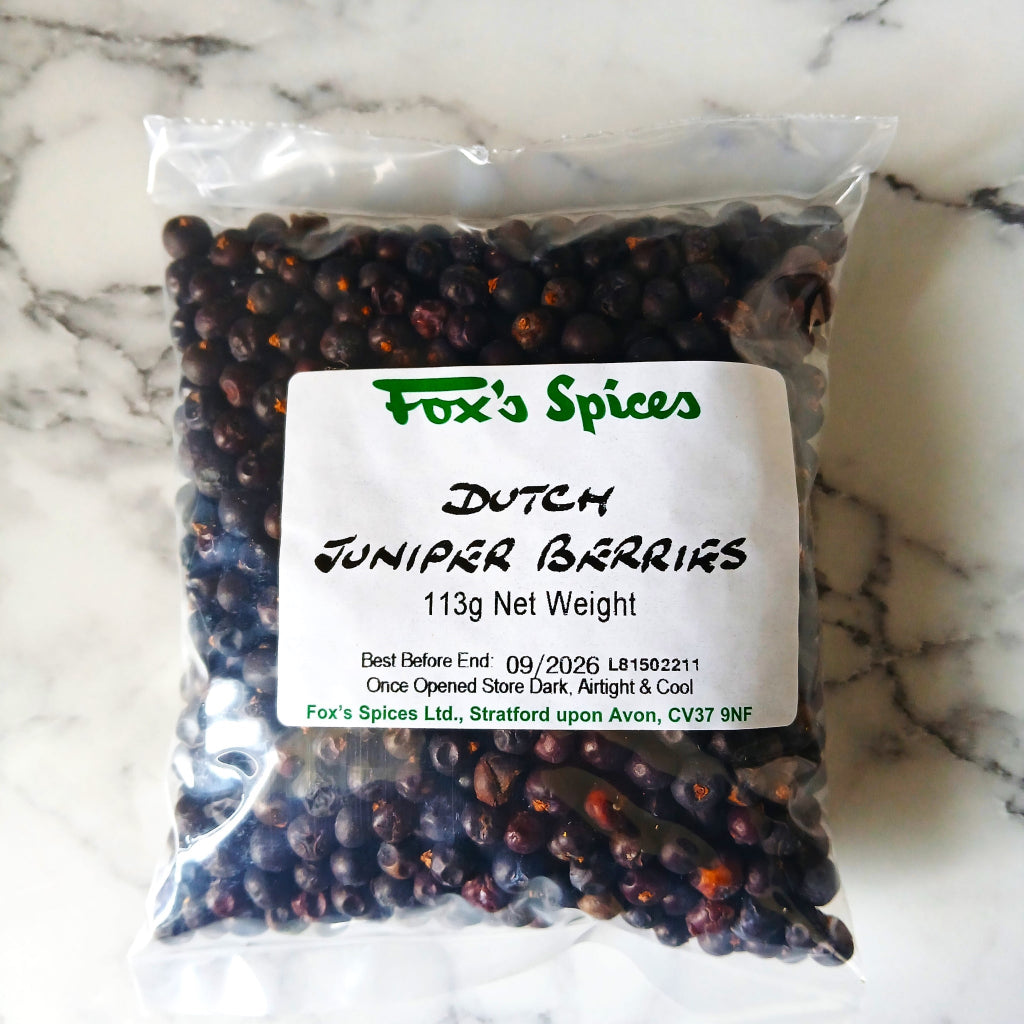 Fox's Spices
DUTCH
JUNIPER BERRIES
113g Net Weight
Best Before End: 09/2026 L81502211
Once Opened Store Dark, Airtight & Cool
Fox's Spices Ltd., Stratford upon Avon, CV37 9NF